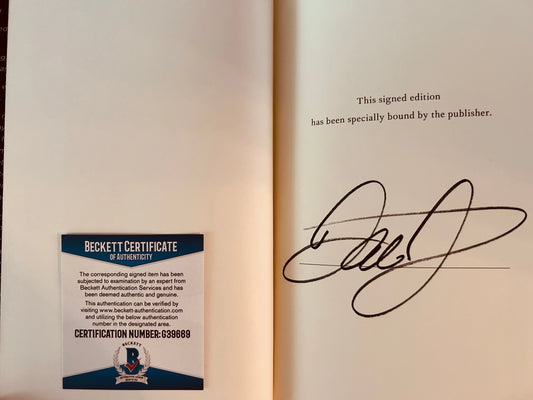 This signed edition
has been specially bound by the publisher.
BECKETT CERTIFICATE
OF AUTHENTICITY
The corresponding signed item has been
subjected to examination by an expert from
Beckett Authentication Services and has
been deemed authentic and genuine.
This authentication can be verified by
visiting www.beckett-authentication.com
and utilizing the below authentication
number in the designated area.
CERTIFICATION NUMBER:G39669
BECKETT
B